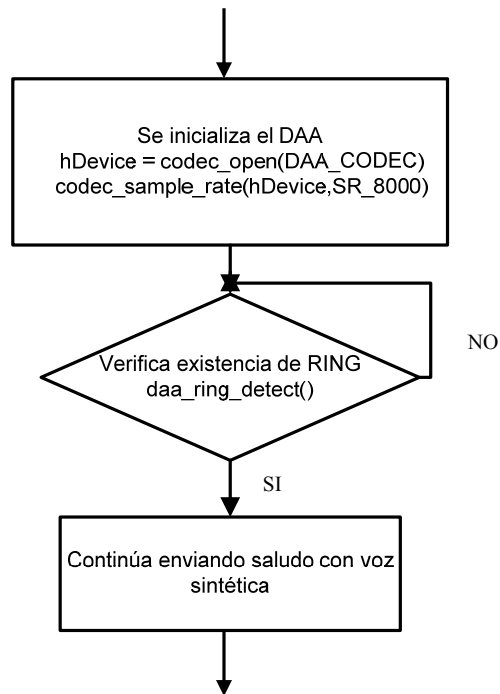 Se inicializa el DAA
hDevice = codec_open(DAA_CODEC)
codec_sample_rate(hDevice,SR_8000)
Verifica existencia de RING
daa_ring_detect()
NO
SI
Continúa enviando saludo con voz
sintética